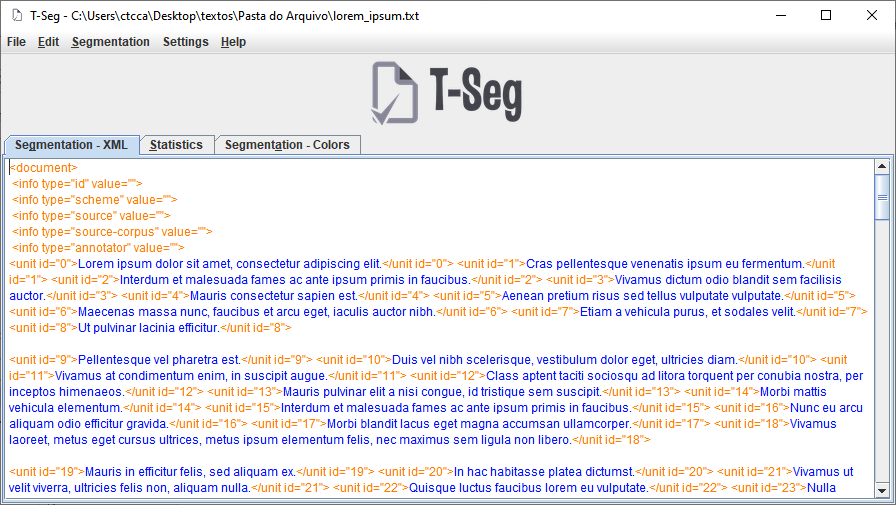 T-Seg - C:\Users\ctcca\Desktop\textos\Pasta do Arquivo\lorem_ipsum.txt
File Edit Segmentation Settings Help
T-Seg
Segmentation - XML Statistics Segmentation - Colors
<document>
<info type="id" value="">
<info type="scheme" value="">
<info type="source" value="">
<info type="source-corpus" value="">
<info type="annotator" value="">
<unit id="0">Lorem ipsum dolor sit amet, consectetur adipiscing elit.</unit id="0"> <unit id="1">Cras pellentesque venenatis ipsum eu fermentum.</unit
id="1"> <unit id="2">Interdum et malesuada fames ac ante ipsum primis in faucibus.</unit id="2"> <unit id="3">Vivamus dictum odio blandit sem facilisis
auctor.</unit id="3"> <unit id="4">Mauris consectetur sapien est.</unit id="4"> <unit id="5">Aenean pretium risus sed tellus vulputate vulputate.</unit id="5">
<unit id="6">Maecenas massa nunc, faucibus et arcu eget, iaculis auctor nibh.</unit id="6"> <unit id="7">Etiam a vehicula purus, et sodales velit.</unit id="7">
<unit id="8">Ut pulvinar lacinia efficitur.</unit id="8">
<unit id="9">Pellentesque vel pharetra est.</unit id="9"> <unit id="10">Duis vel nibh scelerisque, vestibulum dolor eget, ultricies diam.</unit id="10"> <unit
id="11">Vivamus at condimentum enim, in suscipit augue.</unit id="11"> <unit id="12">Class aptent taciti sociosqu ad litora torquent per conubia nostra, per
inceptos himenaeos.</unit id="12"> <unit id="13">Mauris pulvinar elit a nisi congue, id tristique sem suscipit.</unit id="13"> <unit id="14">Morbi mattis
vehicula elementum.</unit id="14"> <unit id="15">Interdum et malesuada fames ac ante ipsum primis in faucibus.</unit id="15"> <unit id="16">Nunc eu arcu
aliquam odio efficitur gravida.</unit id="16"> <unit id="17">Morbi blandit lacus eget magna accumsan ullamcorper.</unit id="17"> <unit id="18">Vivamus
laoreet, metus eget cursus ultrices, metus ipsum elementum felis, nec maximus sem ligula non libero.</unit id="18">
<unit id="19">Mauris in efficitur felis, sed aliquam ex.</unit id="19"> <unit id="20">In hac habitasse platea dictumst.</unit id="20"> <unit id="21">Vivamus ut
velit viverra, ultricies felis non, aliquam nulla.</unit id="21"> <unit id="22">Quisque luctus faucibus lorem eu vulputate.</unit id="22"> <unit id="23">Nulla